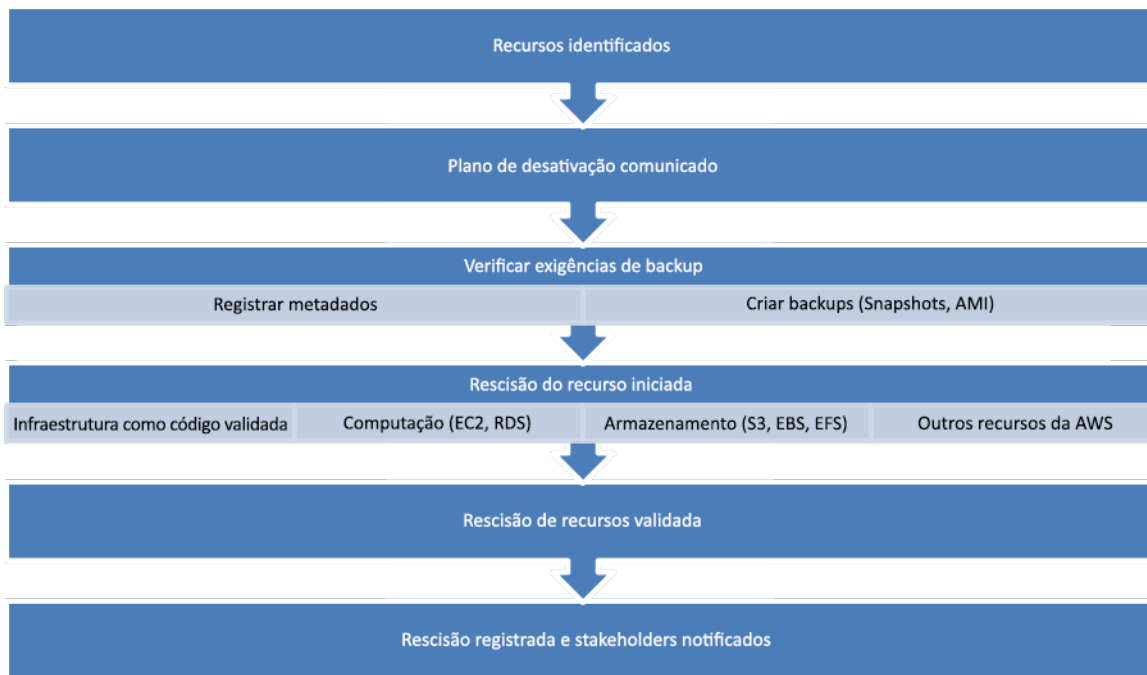 Recursos identificados
Plano de desativação comunicado
Verificar exigências de backup
Registrar metadados
Criar backups (Snapshots, AMI)
Rescisão do recurso iniciada
Infraestrutura como código validada
Computação (EC2, RDS)
Armazenamento (S3, EBS, EFS)
Outros recursos da AWS
Rescisão de recursos validada
Rescisão registrada e stakeholders notificados